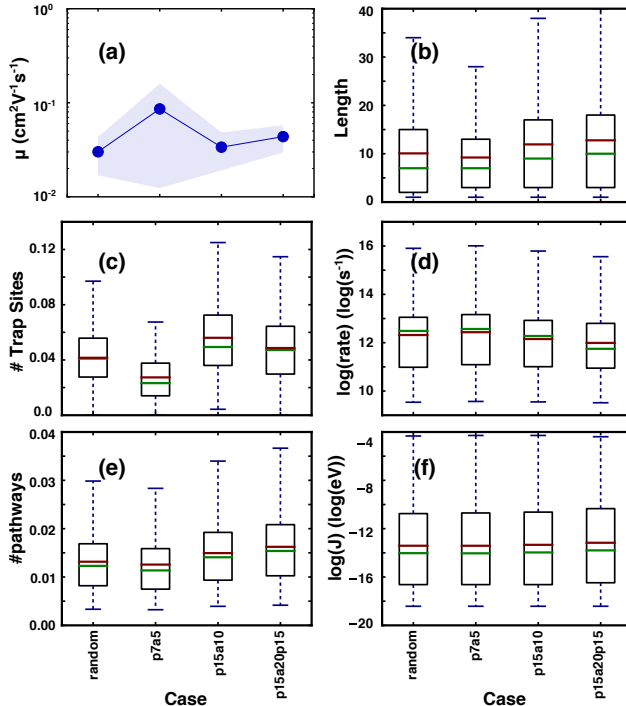 (a)
μ (cm²V⁻¹s⁻¹)
10⁰
10⁻¹
10⁻²
(b)
Length
40
30
20
10
0
(c)
# Trap Sites
0.12
0.08
0.04
0.0
(d)
log(rate) (log(s⁻¹))
16
14
12
10
(e)
#pathways
0.04
0.03
0.02
0.01
0.00
random
p7a5
p15a10
p15a20p15
Case
(f)
log(J) (log(eV))
−4
−8
−12
−16
−20
random
p7a5
p15a10
p15a20p15
Case